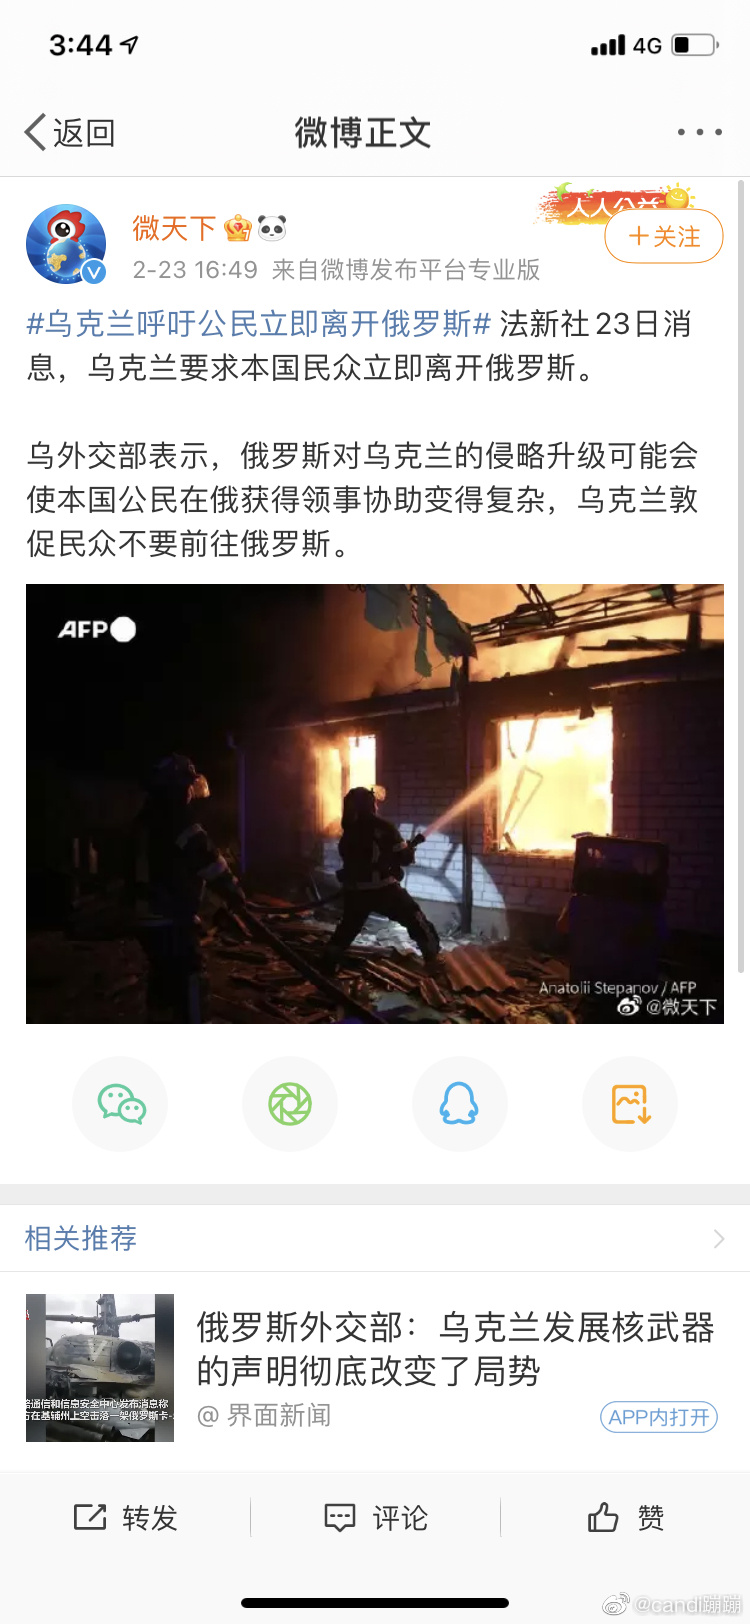 3:44
4G
返回
微博正文
人人公益
微天下
2-23 16:49 来自微博发布平台专业版
+关注
#乌克兰呼吁公民立即离开俄罗斯# 法新社23日消
息，乌克兰要求本国民众立即离开俄罗斯。
乌外交部表示，俄罗斯对乌克兰的侵略升级可能会
使本国公民在俄获得领事协助变得复杂，乌克兰敦
促民众不要前往俄罗斯。
AFP
Anatolii Stepanov / AFP
@微天下
相关推荐
俄罗斯外交部：乌克兰发展核武器
的声明彻底改变了局势
@ 界面新闻
APP内打开
通信和信息安全中心发布消息称
在基辅州上空击落一架俄罗斯卡-
转发
评论
赞
@candl蹦蹦